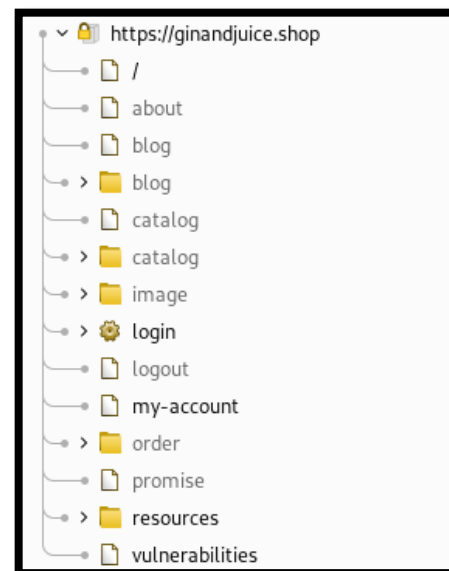 https://ginandjuice.shop
/
about
blog
blog
catalog
catalog
image
login
logout
my-account
order
promise
resources
vulnerabilities